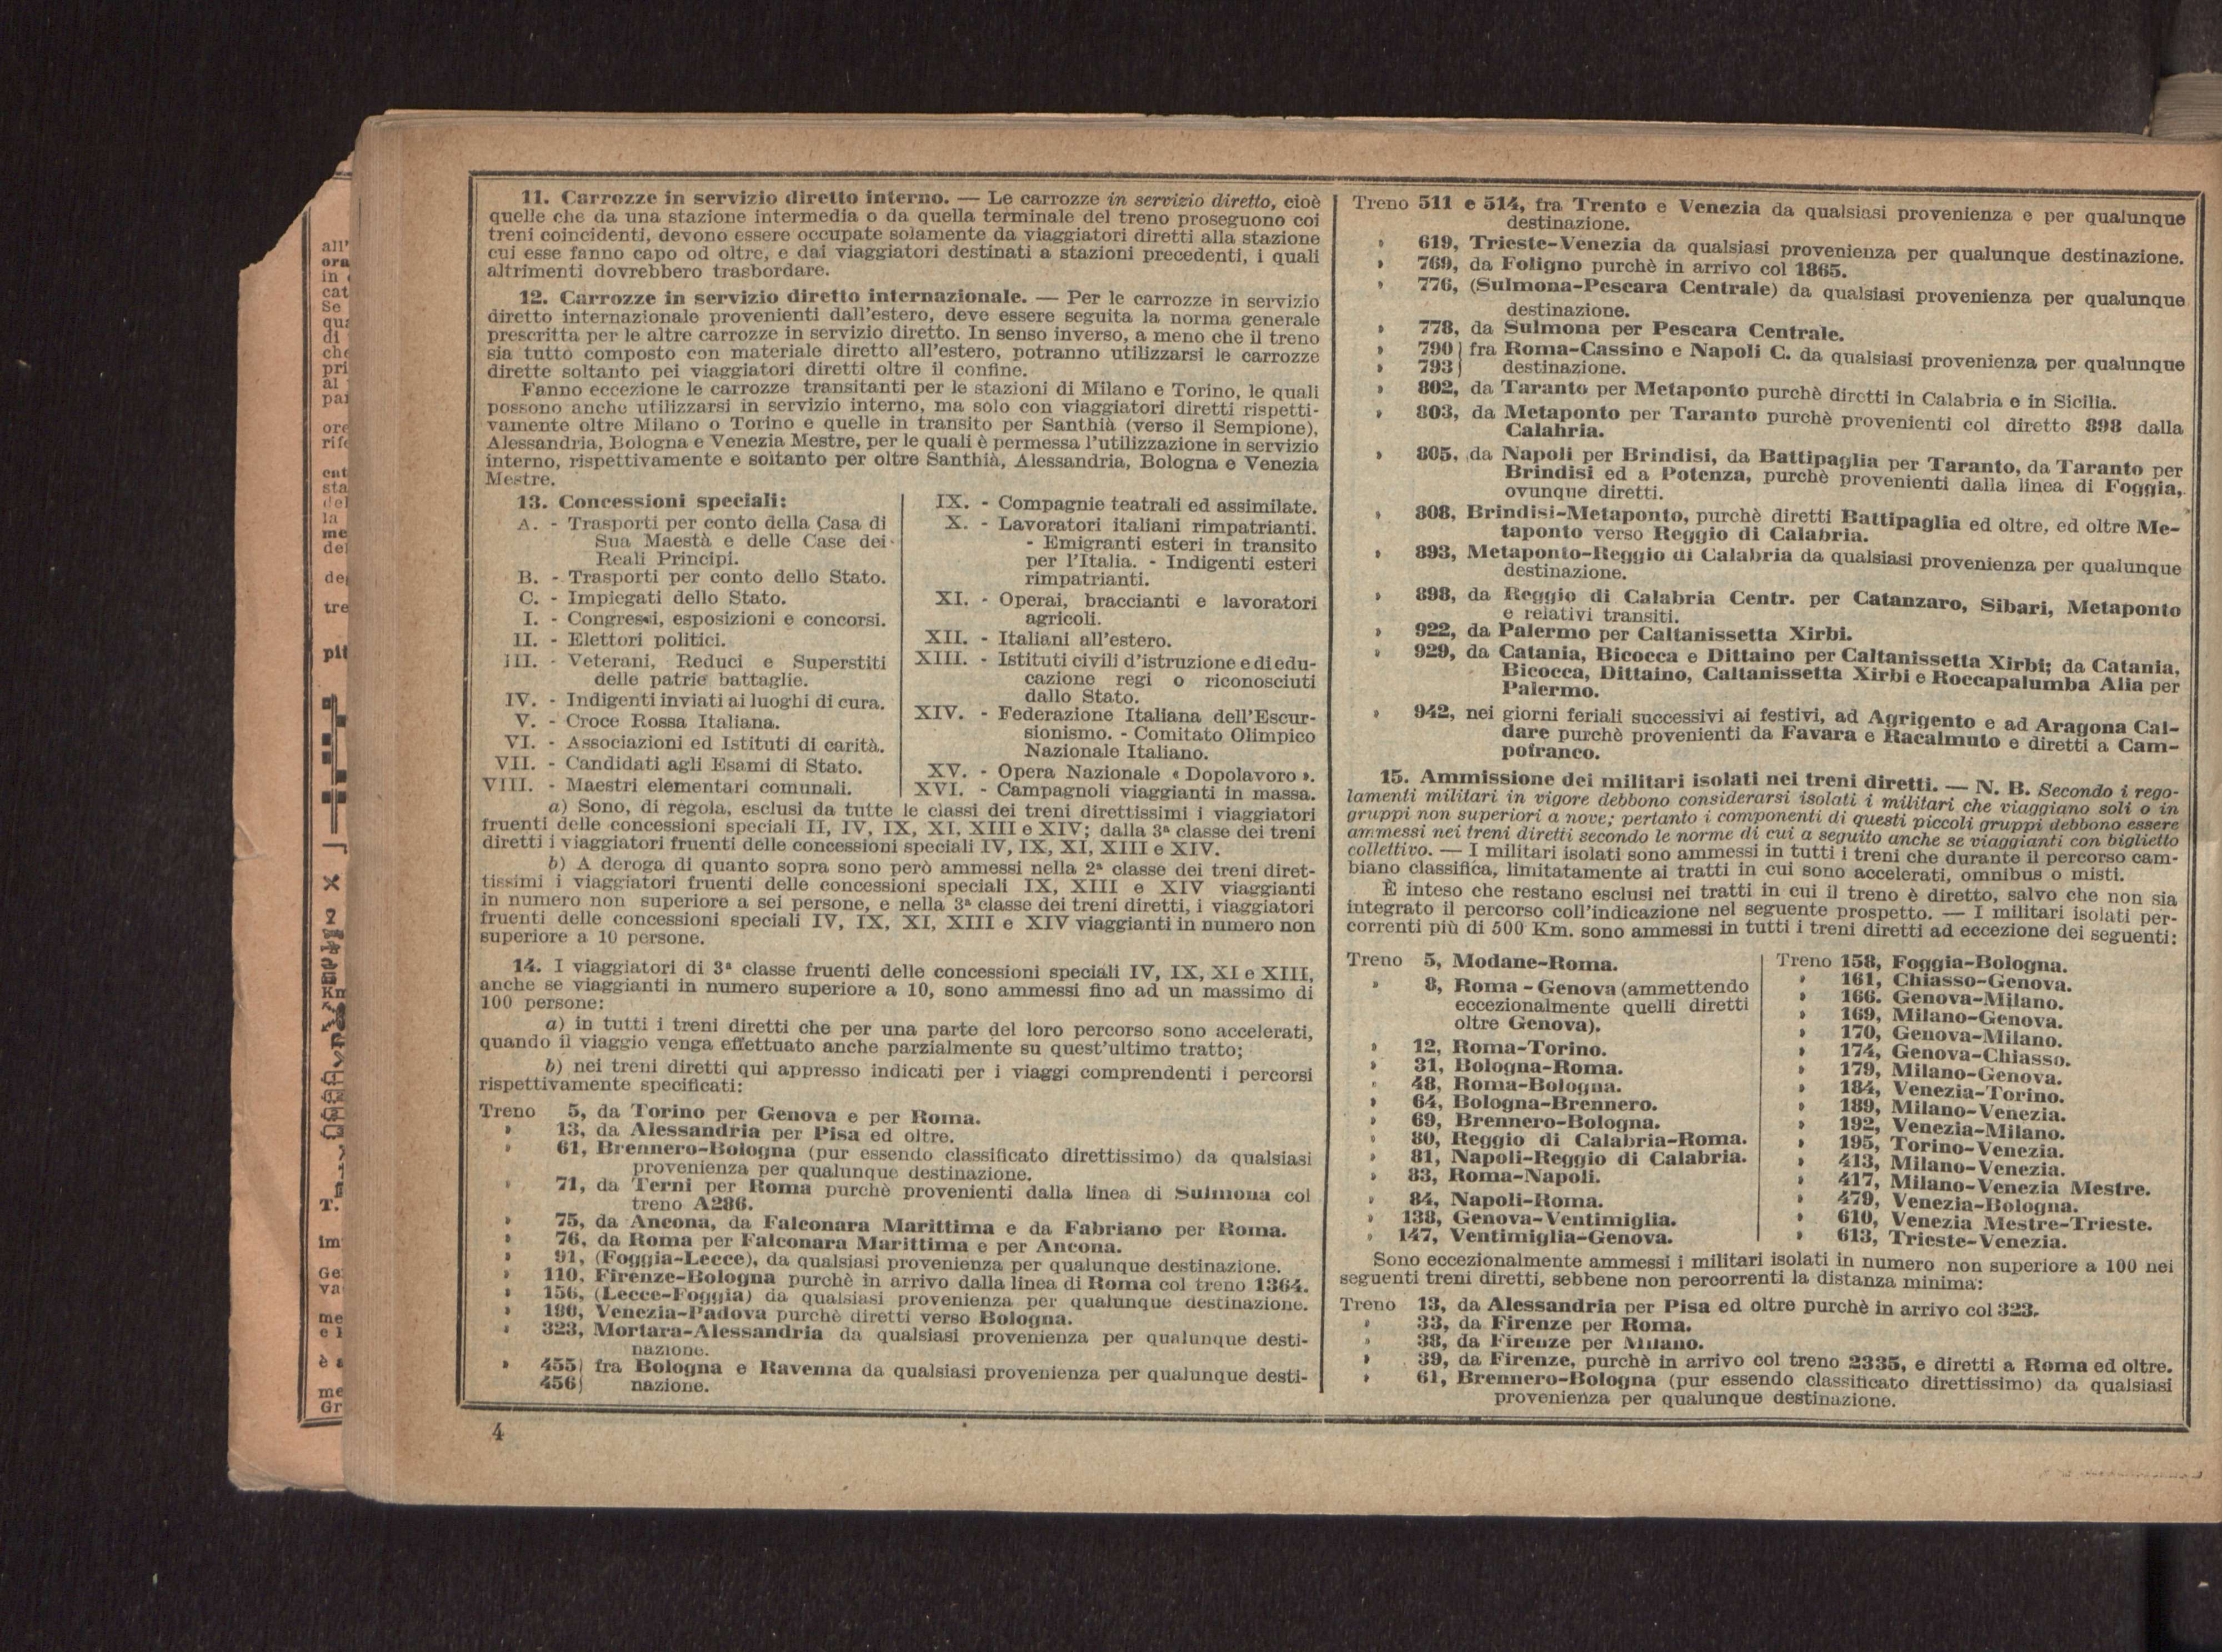 11. Carrozze in servizio diretto interno. — Le carrozze in servizio diretto, cioè
quelle che da una stazione intermedia o da quella terminale del treno proseguono coi
treni coincidenti, devono essere occupate solamente da viaggiatori diretti alla stazione
cui esse fanno capo od oltre, e dai viaggiatori destinati a stazioni precedenti, i quali
altrimenti dovrebbero trasbordare.
12. Carrozze in servizio diretto internazionale. — Per le carrozze in servizio
diretto internazionale provenienti dall'estero, deve essere seguita la norma generale
prescritta per le altre carrozze in servizio diretto. In senso inverso, a meno che il treno
sia tutto composto con materiale diretto all'estero, potranno utilizzarsi le carrozze
dirette soltanto pei viaggiatori diretti oltre il confine.
Fanno eccezione le carrozze transitanti per le stazioni di Milano e Torino, le quali
possono anche utilizzarsi in servizio interno, ma solo con viaggiatori diretti rispetti-
vamente oltre Milano o Torino e quelle in transito per Santhià (verso il Sempione),
Alessandria, Bologna e Venezia Mestre, per le quali è permessa l'utilizzazione in servizio
interno, rispettivamente e soltanto per oltre Santhià, Alessandria, Bologna e Venezia
Mestre.
13. Concessioni speciali:
A. - Trasporti per conto della Casa di
Sua Maestà e delle Case dei
Reali Principi.
B. - Trasporti per conto dello Stato.
C. - Impiegati dello Stato.
I. - Congressi, esposizioni e concorsi.
II. - Elettori politici.
III. - Veterani, Reduci e Superstiti
delle patrie battaglie.
IV. - Indigenti inviati ai luoghi di cura.
V. - Croce Rossa Italiana.
VI. - Associazioni ed Istituti di carità.
VII. - Candidati agli Esami di Stato.
VIII. - Maestri elementari comunali.
IX. - Compagnie teatrali ed assimilate.
X. - Lavoratori italiani rimpatrianti.
- Emigranti esteri in transito
per l'Italia. - Indigenti esteri
rimpatrianti.
XI. - Operai, braccianti e lavoratori
agricoli.
XII. - Italiani all'estero.
XIII. - Istituti civili d'istruzione e di edu-
cazione regi o riconosciuti
dallo Stato.
XIV. - Federazione Italiana dell'Escur-
sionismo. - Comitato Olimpico
Nazionale Italiano.
XV. - Opera Nazionale « Dopolavoro ».
XVI. - Campagnoli viaggianti in massa.
a) Sono, di regola, esclusi da tutte le classi dei treni direttissimi i viaggiatori
fruenti delle concessioni speciali II, IV, IX, XI, XIII e XIV; dalla 3ª classe dei treni
diretti i viaggiatori fruenti delle concessioni speciali IV, IX, XI, XIII e XIV.
b) A deroga di quanto sopra sono però ammessi nella 2ª classe dei treni diret-
tissimi i viaggiatori fruenti delle concessioni speciali IX, XIII e XIV viaggianti
in numero non superiore a sei persone, e nella 3ª classe dei treni diretti, i viaggiatori
fruenti delle concessioni speciali IV, IX, XI, XIII e XIV viaggianti in numero non
superiore a 10 persone.
14. I viaggiatori di 3ª classe fruenti delle concessioni speciali IV, IX, XI e XIII,
anche se viaggianti in numero superiore a 10, sono ammessi fino ad un massimo di
100 persone:
a) in tutti i treni diretti che per una parte del loro percorso sono accelerati,
quando il viaggio venga effettuato anche parzialmente su quest'ultimo tratto;
b) nei treni diretti qui appresso indicati per i viaggi comprendenti i percorsi
rispettivamente specificati:
Treno 5, da Torino per Genova e per Roma.
» 13, da Alessandria per Pisa ed oltre.
» 61, Brennero-Bologna (pur essendo classificato direttissimo) da qualsiasi
provenienza per qualunque destinazione.
» 71, da Terni per Roma purchè provenienti dalla linea di Sulmona col
treno A286.
» 75, da Ancona, da Falconara Marittima e da Fabriano per Roma.
» 76, da Roma per Falconara Marittima e per Ancona.
» 91, (Foggia-Lecce), da qualsiasi provenienza per qualunque destinazione.
» 110, Firenze-Bologna purchè in arrivo dalla linea di Roma col treno 1364.
» 156, (Lecce-Foggia) da qualsiasi provenienza per qualunque destinazione.
» 180, Venezia-Padova purchè diretti verso Bologna.
» 323, Mortara-Alessandria da qualsiasi provenienza per qualunque desti-
nazione.
» 455} fra Bologna e Ravenna da qualsiasi provenienza per qualunque desti-
456} nazione.
4
Treno 511 e 514, fra Trento e Venezia da qualsiasi provenienza e per qualunque
destinazione.
» 619, Trieste-Venezia da qualsiasi provenienza per qualunque destinazione.
» 769, da Foligno purchè in arrivo col 1865.
» 776, (Sulmona-Pescara Centrale) da qualsiasi provenienza per qualunque
destinazione.
» 778, da Sulmona per Pescara Centrale.
» 790} fra Roma-Cassino e Napoli C. da qualsiasi provenienza per qualunque
» 793} destinazione.
» 802, da Taranto per Metaponto purchè diretti in Calabria e in Sicilia.
» 803, da Metaponto per Taranto purchè provenienti col diretto 898 dalla
Calabria.
» 805, da Napoli per Brindisi, da Battipaglia per Taranto, da Taranto per
Brindisi ed a Potenza, purchè provenienti dalla linea di Foggia,
ovunque diretti.
» 808, Brindisi-Metaponto, purchè diretti Battipaglia ed oltre, ed oltre Me-
taponto verso Reggio di Calabria.
» 893, Metaponto-Reggio di Calabria da qualsiasi provenienza per qualunque
destinazione.
» 898, da Reggio di Calabria Centr. per Catanzaro, Sibari, Metaponto
e relativi transiti.
» 922, da Palermo per Caltanissetta Xirbi.
» 929, da Catania, Bicocca e Dittaino per Caltanissetta Xirbi; da Catania,
Bicocca, Dittaino, Caltanissetta Xirbi e Roccapalumba Alia per
Palermo.
» 942, nei giorni feriali successivi ai festivi, ad Agrigento e ad Aragona Cal-
dare purchè provenienti da Favara e Racalmuto e diretti a Cam-
pofranco.
15. Ammissione dei militari isolati nei treni diretti. — N. B. Secondo i rego-
lamenti militari in vigore debbono considerarsi isolati i militari che viaggiano soli o in
gruppi non superiori a nove; pertanto i componenti di questi piccoli gruppi debbono essere
ammessi nei treni diretti secondo le norme di cui a seguito anche se viaggianti con biglietto
collettivo. — I militari isolati sono ammessi in tutti i treni che durante il percorso cam-
biano classifica, limitatamente ai tratti in cui sono accelerati, omnibus o misti.
È inteso che restano esclusi nei tratti in cui il treno è diretto, salvo che non sia
integrato il percorso coll'indicazione nel seguente prospetto. — I militari isolati per-
correnti più di 500 Km. sono ammessi in tutti i treni diretti ad eccezione dei seguenti:
Treno 5, Modane-Roma.
» 8, Roma-Genova (ammettendo
eccezionalmente quelli diretti
oltre Genova).
» 12, Roma-Torino.
» 31, Bologna-Roma.
» 48, Roma-Bologna.
» 64, Bologna-Brennero.
» 69, Brennero-Bologna.
» 80, Reggio di Calabria-Roma.
» 81, Napoli-Reggio di Calabria.
» 83, Roma-Napoli.
» 84, Napoli-Roma.
» 138, Genova-Ventimiglia.
» 147, Ventimiglia-Genova.
Treno 158, Foggia-Bologna.
» 161, Chiasso-Genova.
» 166. Genova-Milano.
» 169, Milano-Genova.
» 170, Genova-Milano.
» 174, Genova-Chiasso.
» 179, Milano-Genova.
» 184, Venezia-Torino.
» 189, Milano-Venezia.
» 192, Venezia-Milano.
» 195, Torino-Venezia.
» 413, Milano-Venezia.
» 417, Milano-Venezia Mestre.
» 479, Venezia-Bologna.
» 610, Venezia Mestre-Trieste.
» 613, Trieste-Venezia.
Sono eccezionalmente ammessi i militari isolati in numero non superiore a 100 nei
seguenti treni diretti, sebbene non percorrenti la distanza minima:
Treno 13, da Alessandria per Pisa ed oltre purchè in arrivo col 323.
» 33, da Firenze per Roma.
» 38, da Firenze per Milano.
» 39, da Firenze, purchè in arrivo col treno 2335, e diretti a Roma ed oltre.
» 61, Brennero-Bologna (pur essendo classificato direttissimo) da qualsiasi
provenienza per qualunque destinazione.